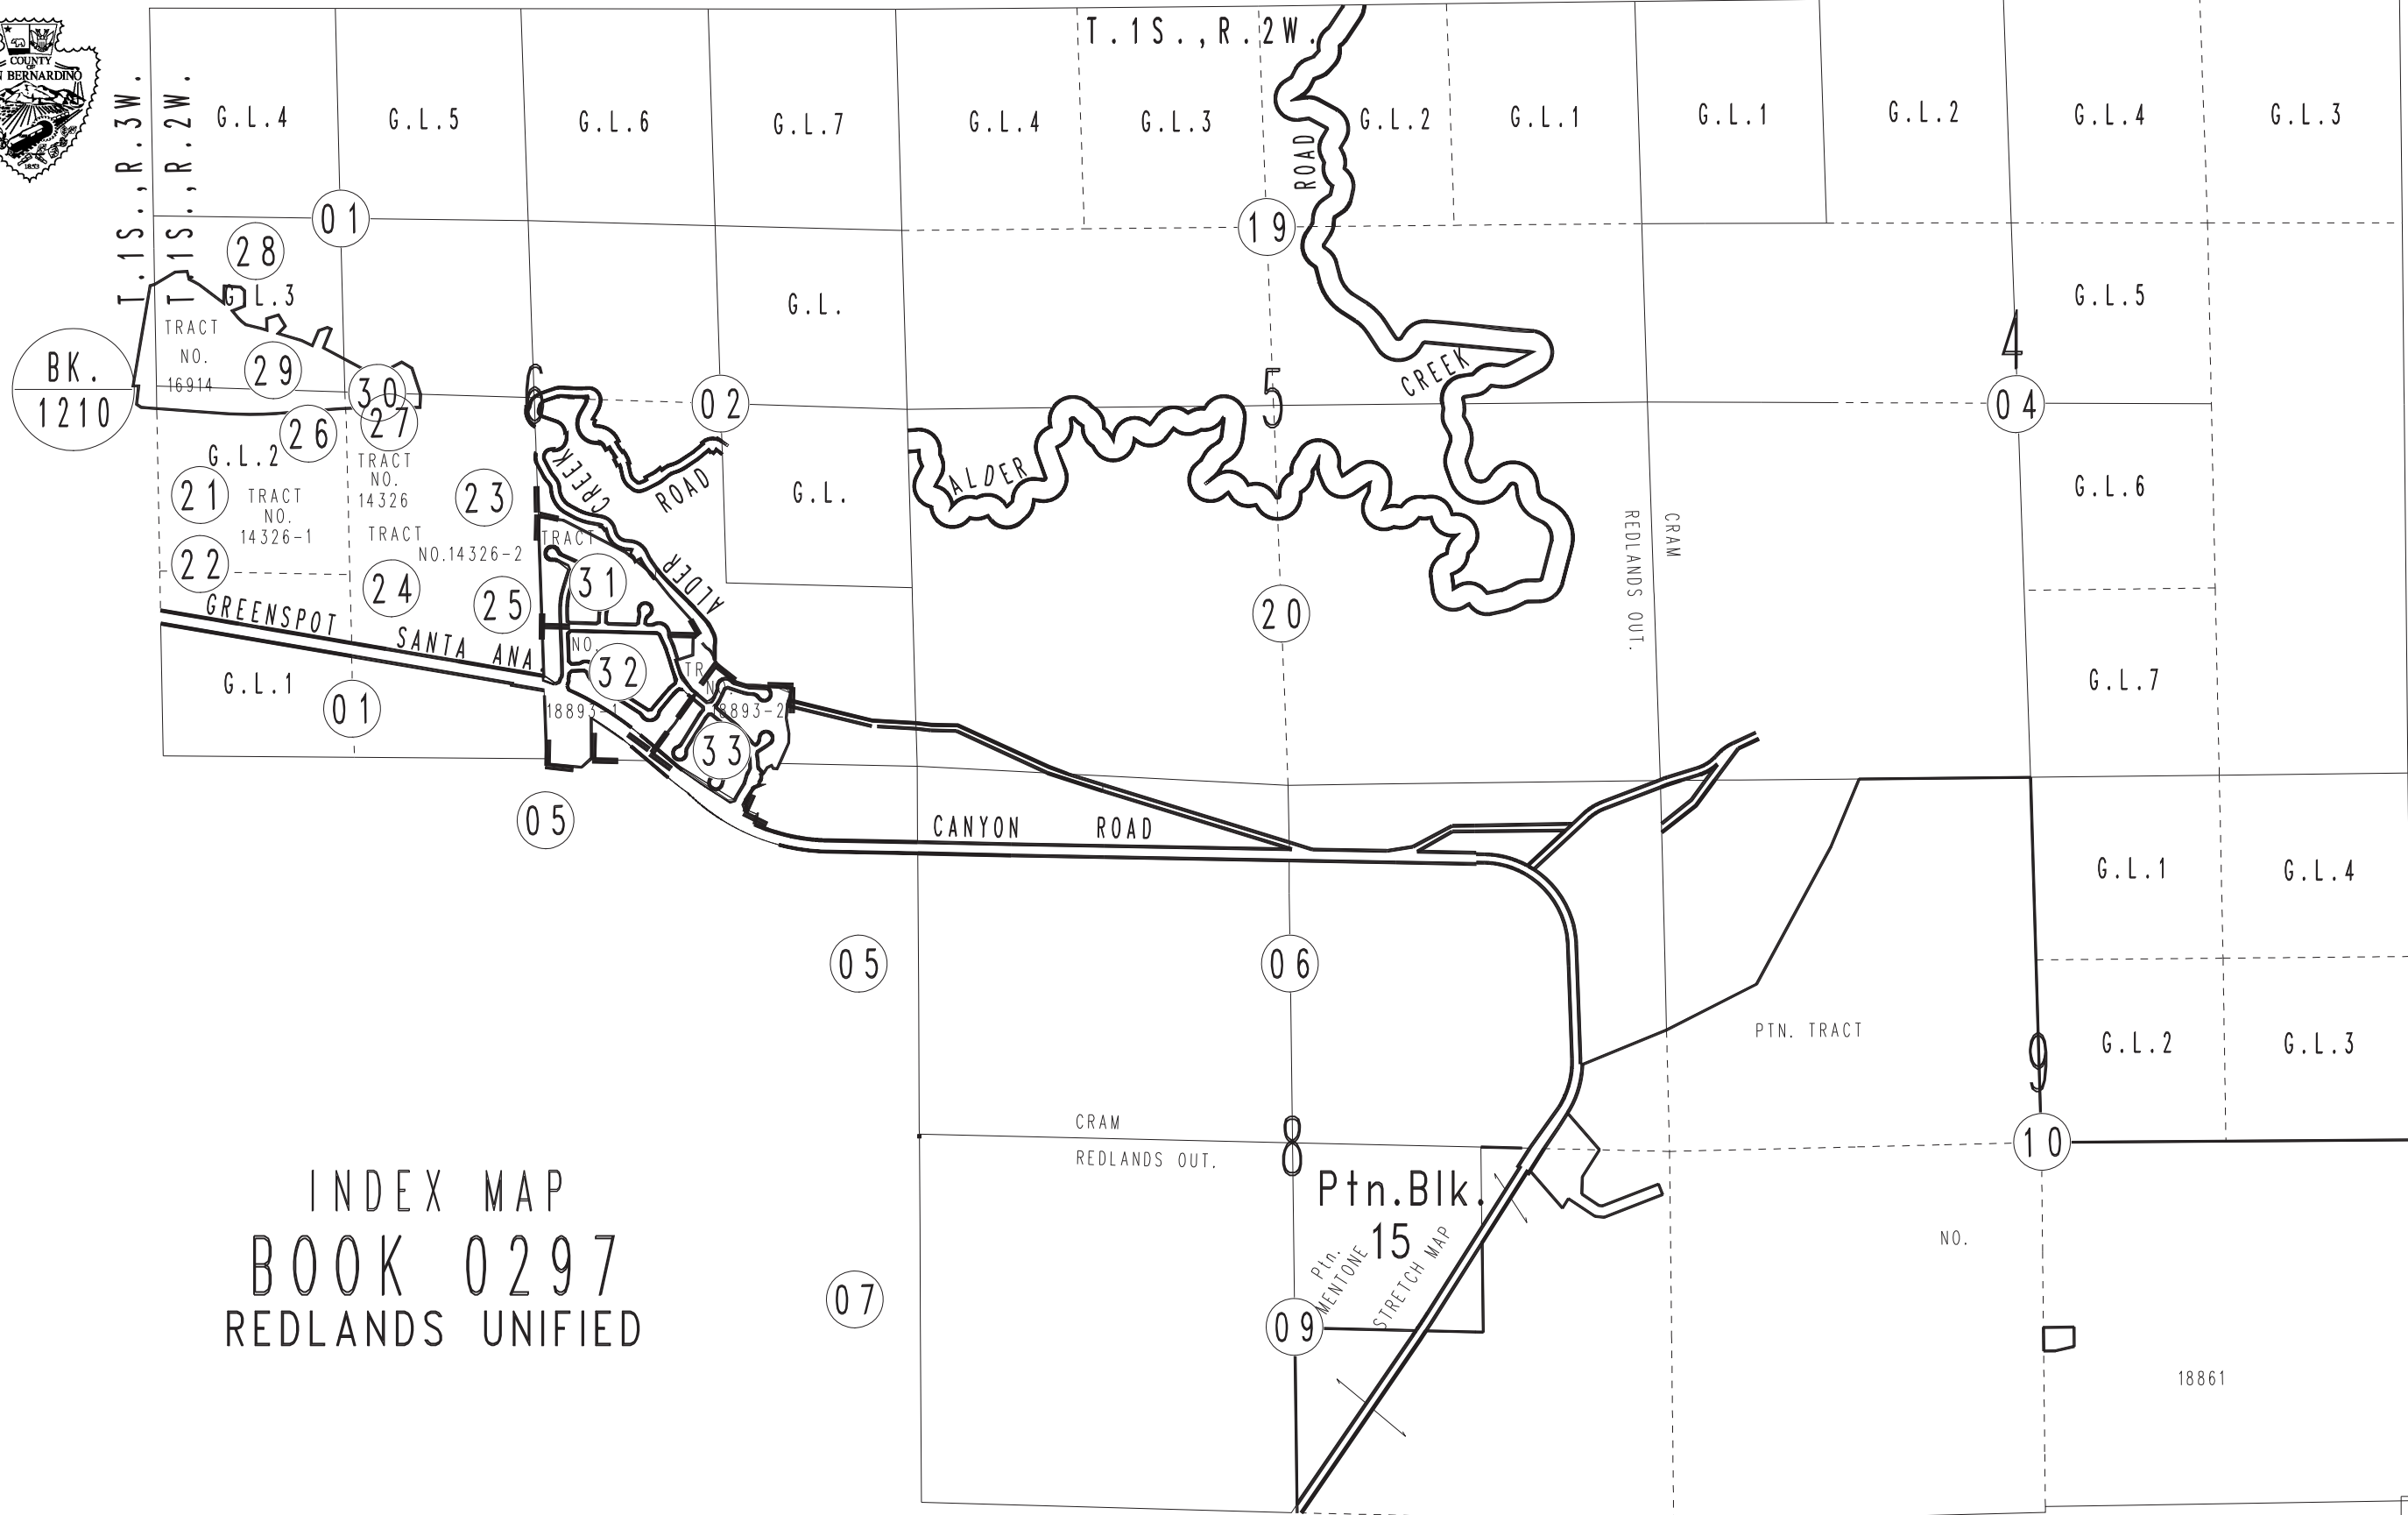 COUNTY
OF
N BERNARDINO
1853
T.1S.,R.3W.
T.1S.,R.2W.
T.1S.,R.2W.
G.L.4
G.L.5
G.L.6
G.L.7
G.L.4
G.L.3
G.L.2
G.L.1
G.L.1
G.L.2
G.L.4
G.L.3
ROAD
01
19
28
G.L.3
G.L.
G.L.5
TRACT
NO.
16914
29
BK.
1210
30
27
26
6
02
5
CREEK
4
04
G.L.2
21
TRACT
NO.
14326-1
TRACT
NO.
14326
23
CREEK
ROAD
G.L.
ALDER
G.L.6
22
TRACT
NO.14326-2
24
25
TRACT
31
ALDER
20
CRAM
REDLANDS OUT.
GREENSPOT
SANTA ANA
G.L.1
01
NO.
32
18893-1
TR.
NO.
18893-2
33
G.L.7
05
CANYON ROAD
G.L.1
G.L.4
05
06
PTN. TRACT
G.L.2
G.L.3
9
CRAM
REDLANDS OUT.
8
10
Ptn.Blk.
15
Ptn.
MENTONE
STRETCH MAP
NO.
07
09
18861
INDEX MAP
BOOK 0297
REDLANDS UNIFIED